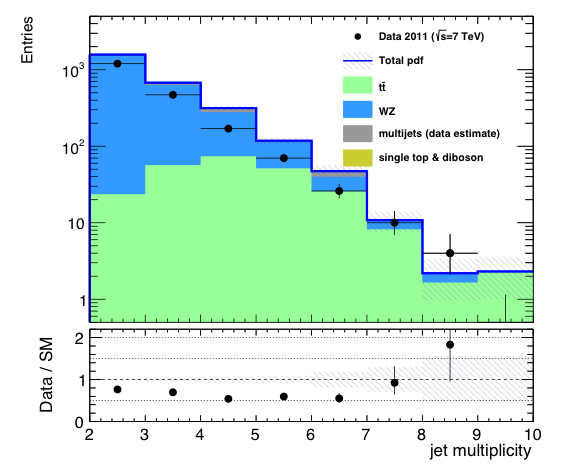 Entries
Data 2011 (√s=7 TeV)
Total pdf
tt̄
WZ
multijets (data estimate)
single top & diboson
10³
10²
10
1
Data / SM
2
1
0
2 3 4 5 6 7 8 9 10
jet multiplicity